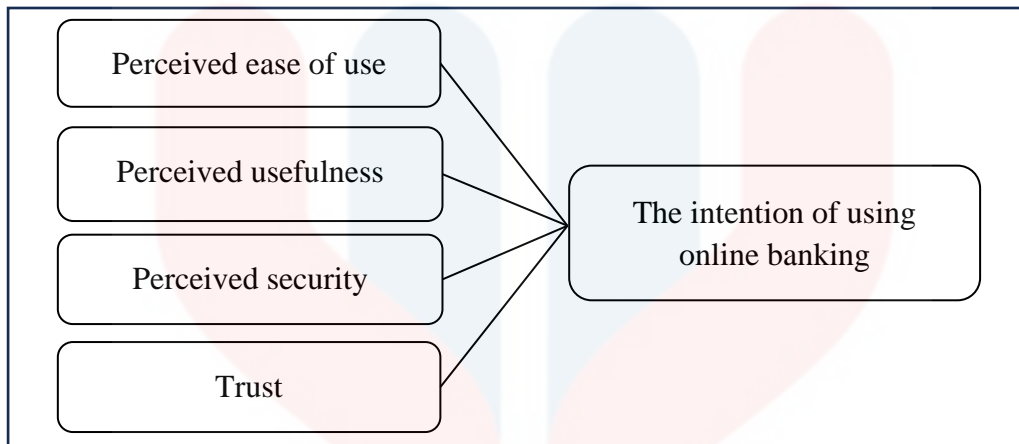 Perceived ease of use
Perceived usefulness
Perceived security
Trust
The intention of using
online banking